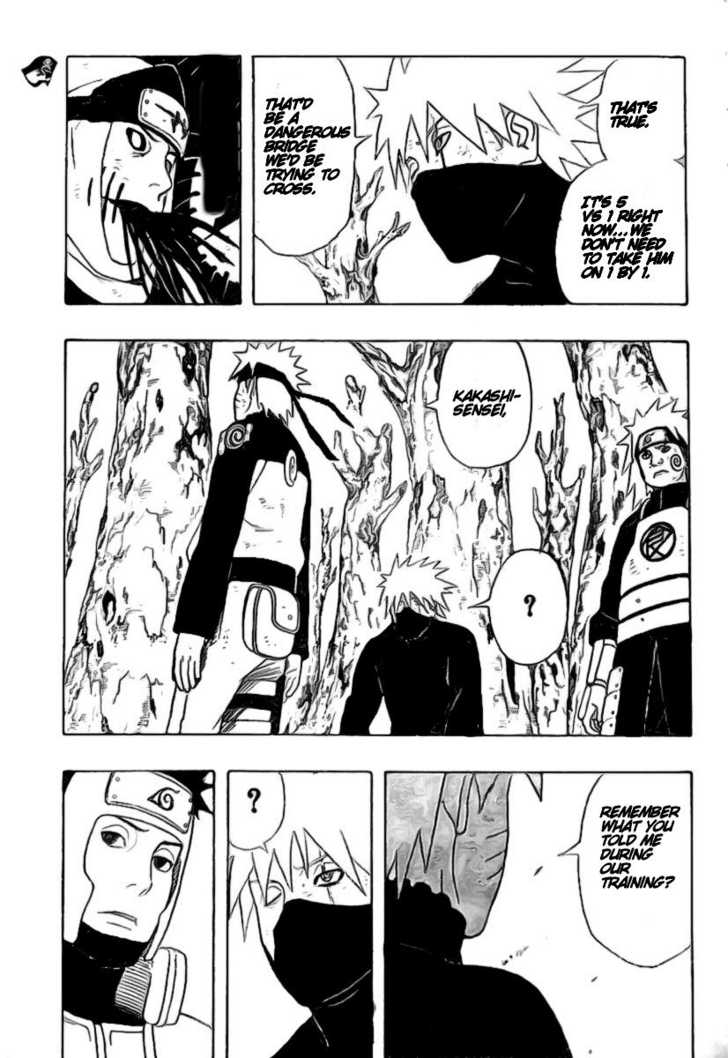 THAT'S
TRUE.
IT'S 5
VS 1 RIGHT
NOW...WE
DON'T NEED
TO TAKE HIM
ON 1 BY 1.
THAT'D
BE A
DANGEROUS
BRIDGE
WE'D BE
TRYING TO
CROSS.
KAKASHI-
SENSEI,
?
REMEMBER
WHAT YOU
TOLD ME
DURING
OUR
TRAINING?
?